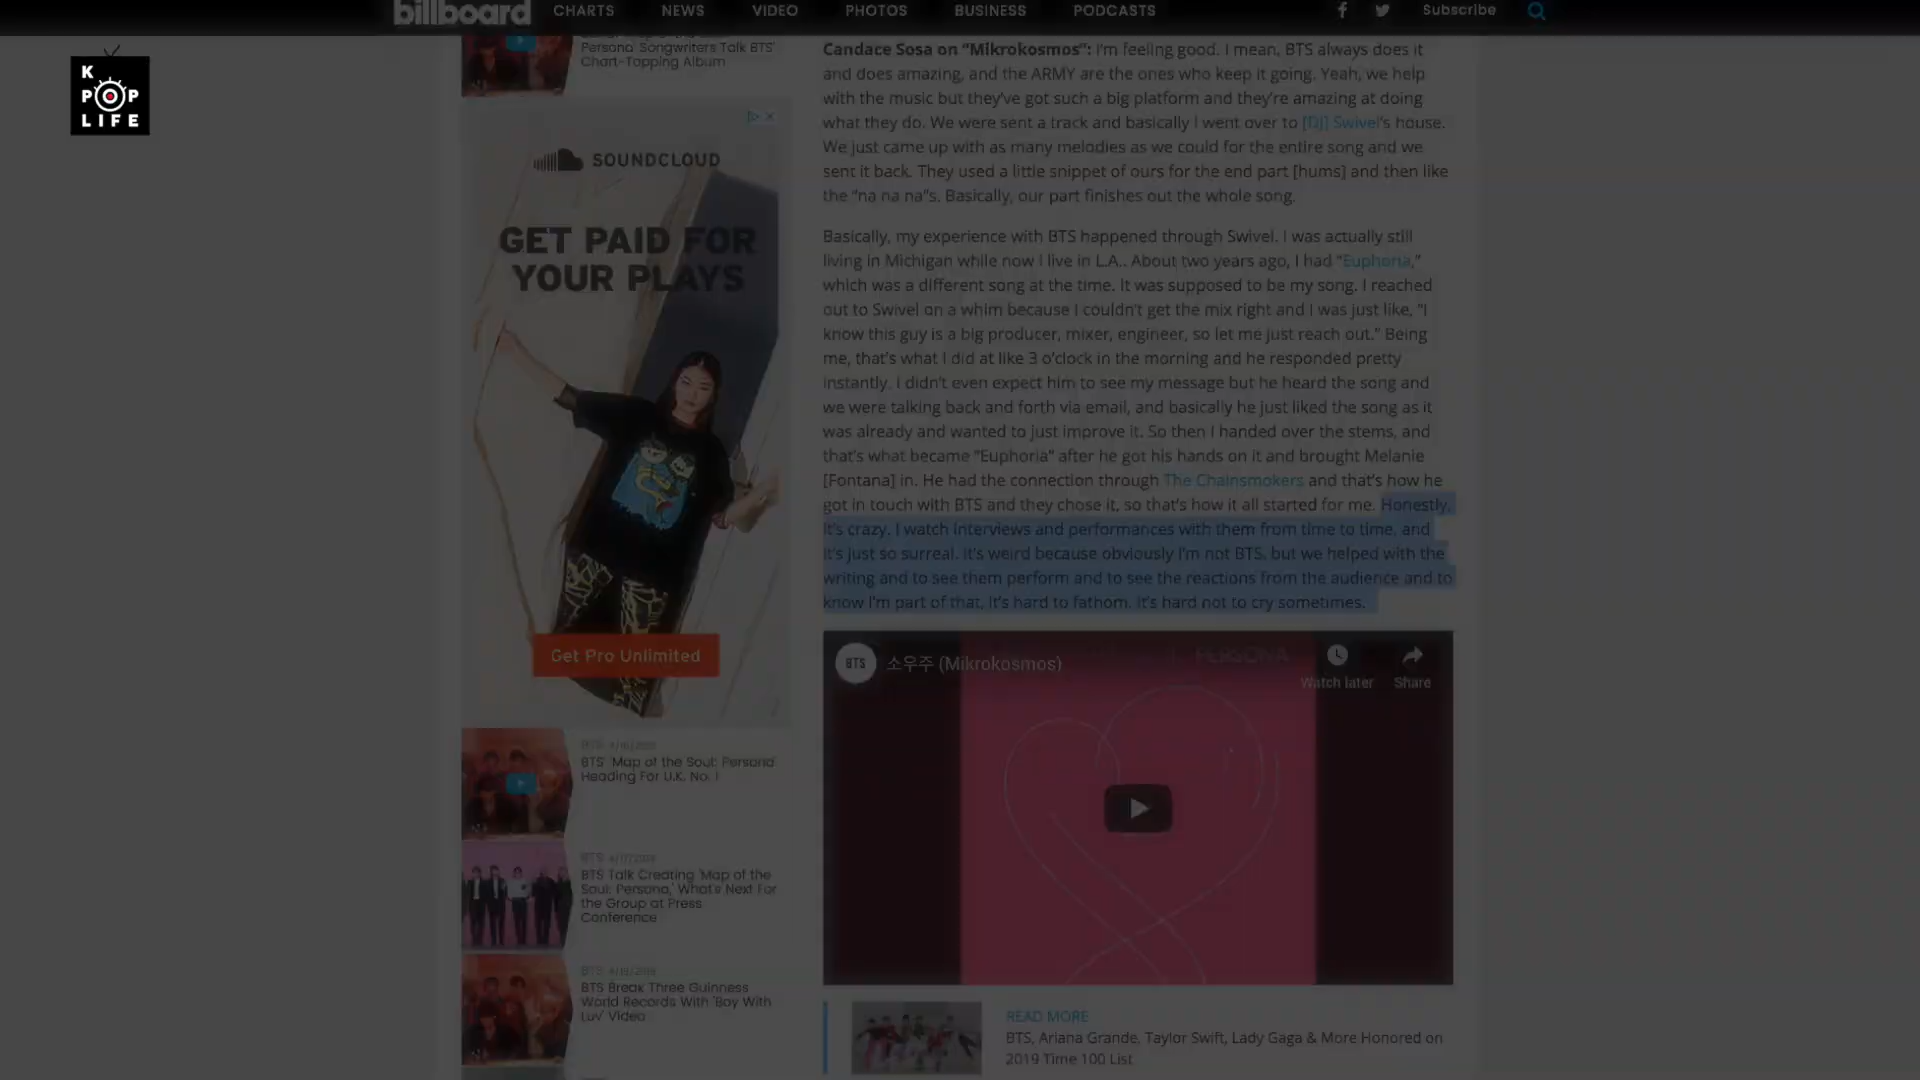 billboard CHARTS NEWS VIDEO PHOTOS BUSINESS PODCASTS Subscribe
K
POP
LIFE
Persona' Songwriters Talk BTS'
Chart-Topping Album
SOUNDCLOUD
GET PAID FOR
YOUR PLAYS
Get Pro Unlimited
BTS
BTS' 'Map of the Soul: Persona'
Heading For U.K. No. 1
BTS
BTS Talk Creating 'Map of the
Soul: Persona,' What's Next For
the Group at Press
Conference
BTS
BTS Break Three Guinness
World Records With 'Boy With
Luv' Video
Candace Sosa on “Mikrokosmos”: I'm feeling good. I mean, BTS always does it
and does amazing, and the ARMY are the ones who keep it going. Yeah, we help
with the music but they've got such a big platform and they're amazing at doing
what they do. We were sent a track and basically I went over to [DJ] Swivel's house.
We just came up with as many melodies as we could for the entire song and we
sent it back. They used a little snippet of ours for the end part [hums] and then like
the “na na na”s. Basically, our part finishes out the whole song.
Basically, my experience with BTS happened through Swivel. I was actually still
living in Michigan while now I live in L.A.. About two years ago, I had “Euphoria,”
which was a different song at the time. It was supposed to be my song. I reached
out to Swivel on a whim because I couldn't get the mix right and I was just like, “I
know this guy is a big producer, mixer, engineer, so let me just reach out.” Being
me, that's what I did at like 3 o'clock in the morning and he responded pretty
instantly. I didn't even expect him to see my message but he heard the song and
we were talking back and forth via email, and basically he just liked the song as it
was already and wanted to just improve it. So then I handed over the stems, and
that's what became “Euphoria” after he got his hands on it and brought Melanie
[Fontana] in. He had the connection through The Chainsmokers and that's how he
got in touch with BTS and they chose it, so that's how it all started for me. Honestly,
it's crazy. I watch interviews and performances with them from time to time, and
it's just so surreal. It's weird because obviously I'm not BTS, but we helped with the
writing and to see them perform and to see the reactions from the audience and to
know I'm part of that, it's hard to fathom. It's hard not to cry sometimes.
BTS 소우주 (Mikrokosmos) PERSONA
Watch later Share
READ MORE
BTS, Ariana Grande, Taylor Swift, Lady Gaga & More Honored on
2019 Time 100 List